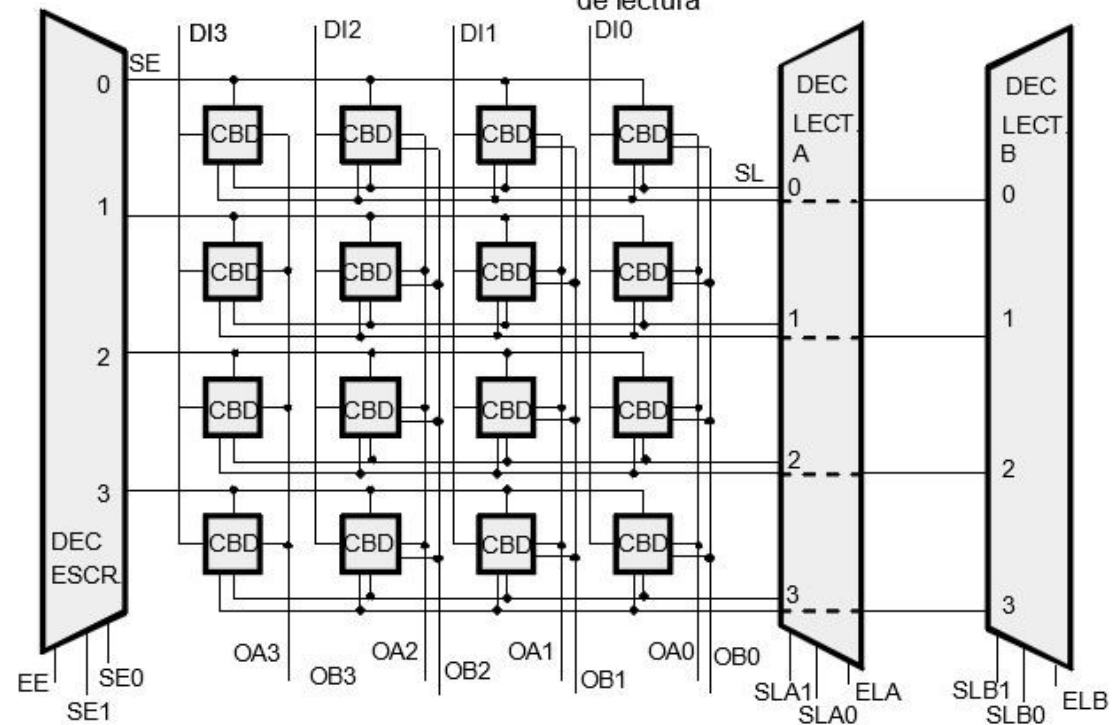 de lectura
DI3 DI2 DI1 DI0
SE
0
DEC
LECT.
A
DEC
LECT.
B
CBD CBD CBD CBD
SL
0
0
1
CBD CBD CBD CBD
1
1
2
CBD CBD CBD CBD
2
2
3
DEC
ESCR.
CBD CBD CBD CBD
3
3
OA3 OB3 OA2 OB2 OA1 OB1 OA0 OB0
EE SE1 SE0
SLA1 SLA0 ELA
SLB1 SLB0 ELB